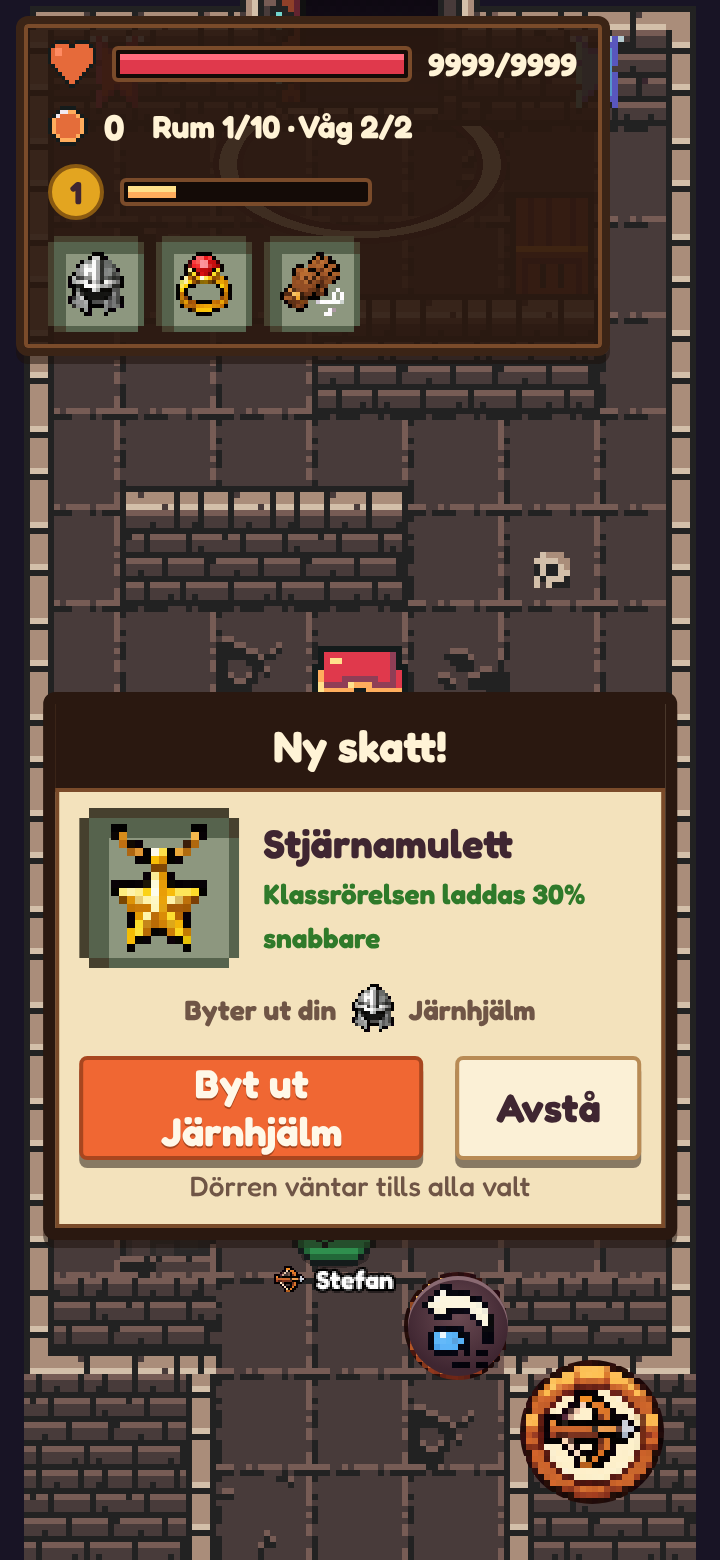 9999/9999
0 Rum 1/10 · Våg 2/2
1
Ny skatt!
Stjärnamulett
Klassrörelsen laddas 30%
snabbare
Byter ut din Järnhjälm
Byt ut
Järnhjälm
Avstå
Dörren väntar tills alla valt
Stefan